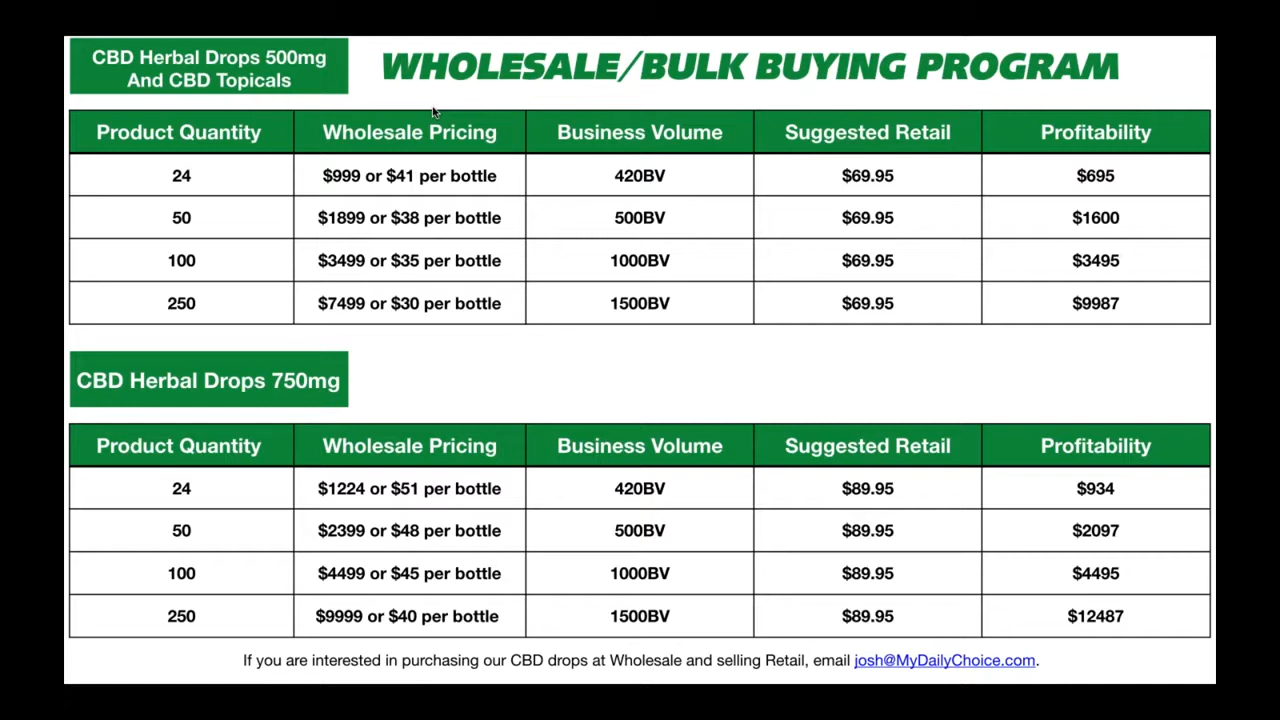 CBD Herbal Drops 500mg
And CBD Topicals
WHOLESALE/BULK BUYING PROGRAM
Product Quantity Wholesale Pricing Business Volume Suggested Retail Profitability
24 $999 or $41 per bottle 420BV $69.95 $695
50 $1899 or $38 per bottle 500BV $69.95 $1600
100 $3499 or $35 per bottle 1000BV $69.95 $3495
250 $7499 or $30 per bottle 1500BV $69.95 $9987
CBD Herbal Drops 750mg
Product Quantity Wholesale Pricing Business Volume Suggested Retail Profitability
24 $1224 or $51 per bottle 420BV $89.95 $934
50 $2399 or $48 per bottle 500BV $89.95 $2097
100 $4499 or $45 per bottle 1000BV $89.95 $4495
250 $9999 or $40 per bottle 1500BV $89.95 $12487
If you are interested in purchasing our CBD drops at Wholesale and selling Retail, email josh@MyDailyChoice.com.